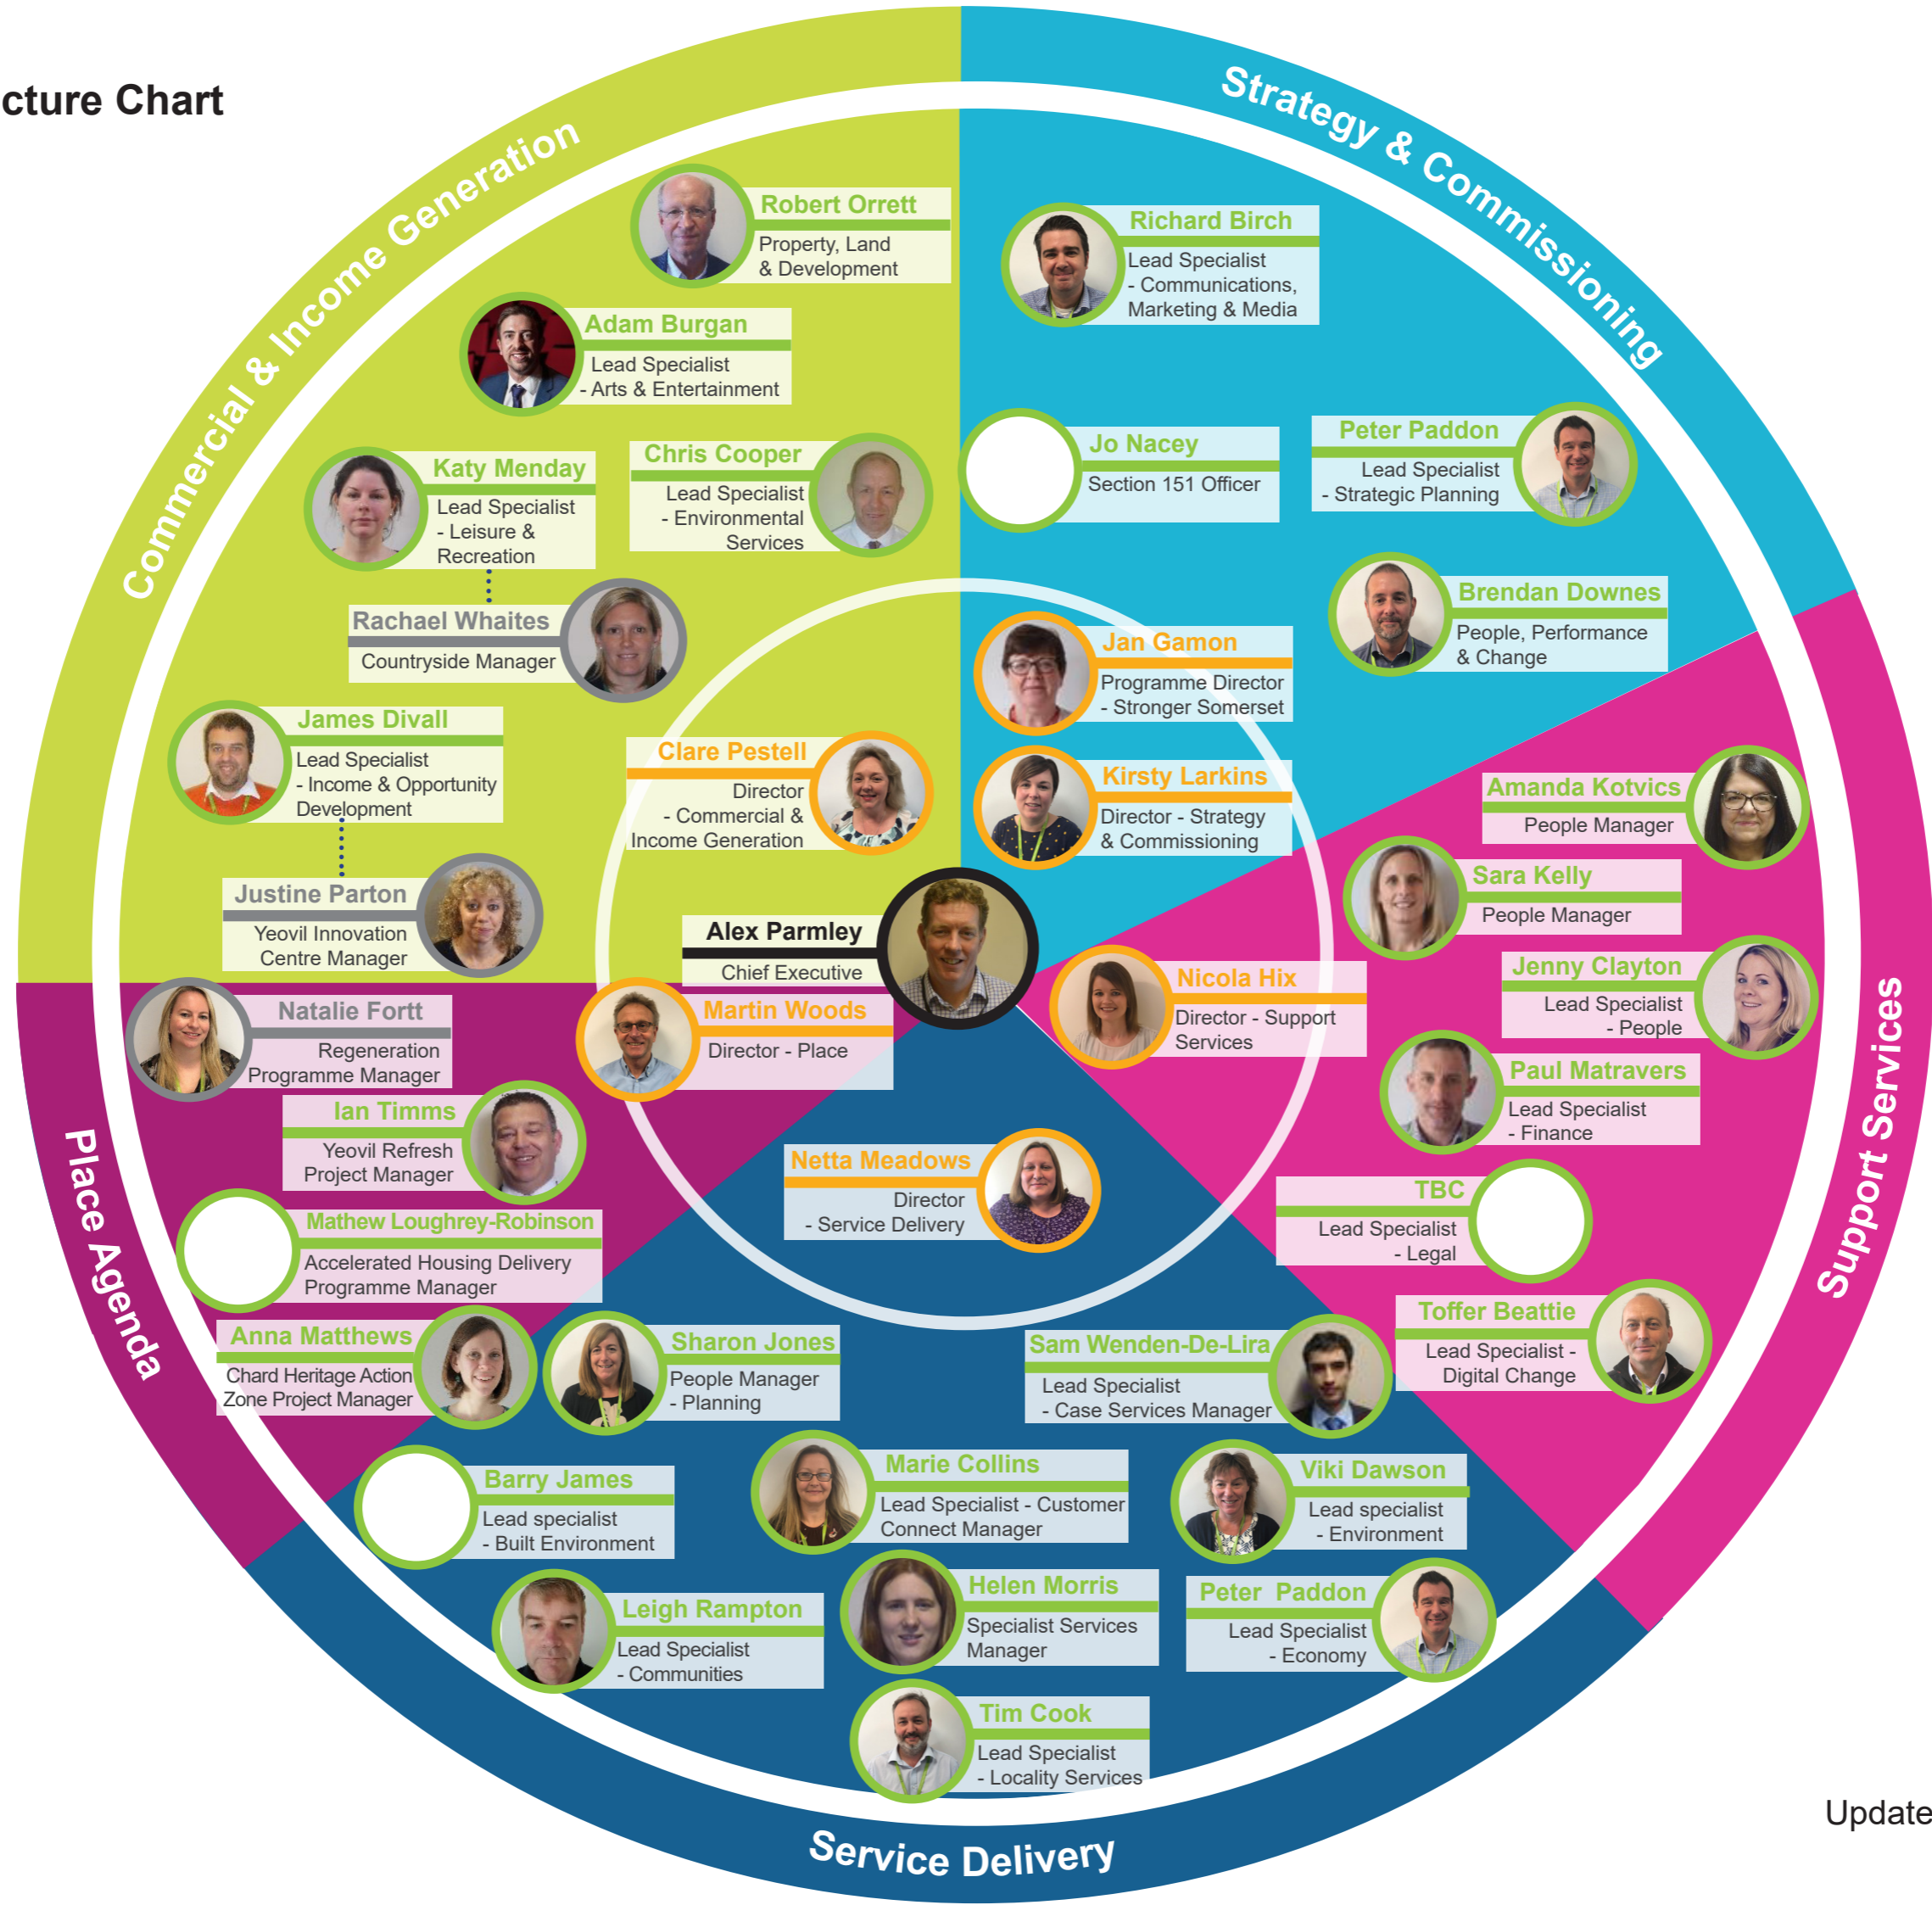 cture Chart
Commercial & Income Generation
Strategy & Commissioning
Support Services
Service Delivery
Place Agenda
Robert Orrett
Property, Land
& Development
Adam Burgan
Lead Specialist
- Arts & Entertainment
Katy Menday
Lead Specialist
- Leisure &
Recreation
Chris Cooper
Lead Specialist
- Environmental
Services
Rachael Whaites
Countryside Manager
James Divall
Lead Specialist
- Income & Opportunity
Development
Justine Parton
Yeovil Innovation
Centre Manager
Clare Pestell
Director
- Commercial &
Income Generation
Richard Birch
Lead Specialist
- Communications,
Marketing & Media
Jo Nacey
Section 151 Officer
Peter Paddon
Lead Specialist
- Strategic Planning
Brendan Downes
People, Performance
& Change
Jan Gamon
Programme Director
- Stronger Somerset
Kirsty Larkins
Director - Strategy
& Commissioning
Alex Parmley
Chief Executive
Amanda Kotvics
People Manager
Sara Kelly
People Manager
Jenny Clayton
Lead Specialist
- People
Nicola Hix
Director - Support
Services
Paul Matravers
Lead Specialist
- Finance
TBC
Lead Specialist
- Legal
Toffer Beattie
Lead Specialist -
Digital Change
Martin Woods
Director - Place
Natalie Fortt
Regeneration
Programme Manager
Ian Timms
Yeovil Refresh
Project Manager
Mathew Loughrey-Robinson
Accelerated Housing Delivery
Programme Manager
Anna Matthews
Chard Heritage Action
Zone Project Manager
Netta Meadows
Director
- Service Delivery
Sharon Jones
People Manager
- Planning
Sam Wenden-De-Lira
Lead Specialist
- Case Services Manager
Barry James
Lead specialist
- Built Environment
Marie Collins
Lead Specialist - Customer
Connect Manager
Viki Dawson
Lead specialist
- Environment
Leigh Rampton
Lead Specialist
- Communities
Helen Morris
Specialist Services
Manager
Peter Paddon
Lead Specialist
- Economy
Tim Cook
Lead Specialist
- Locality Services
Update